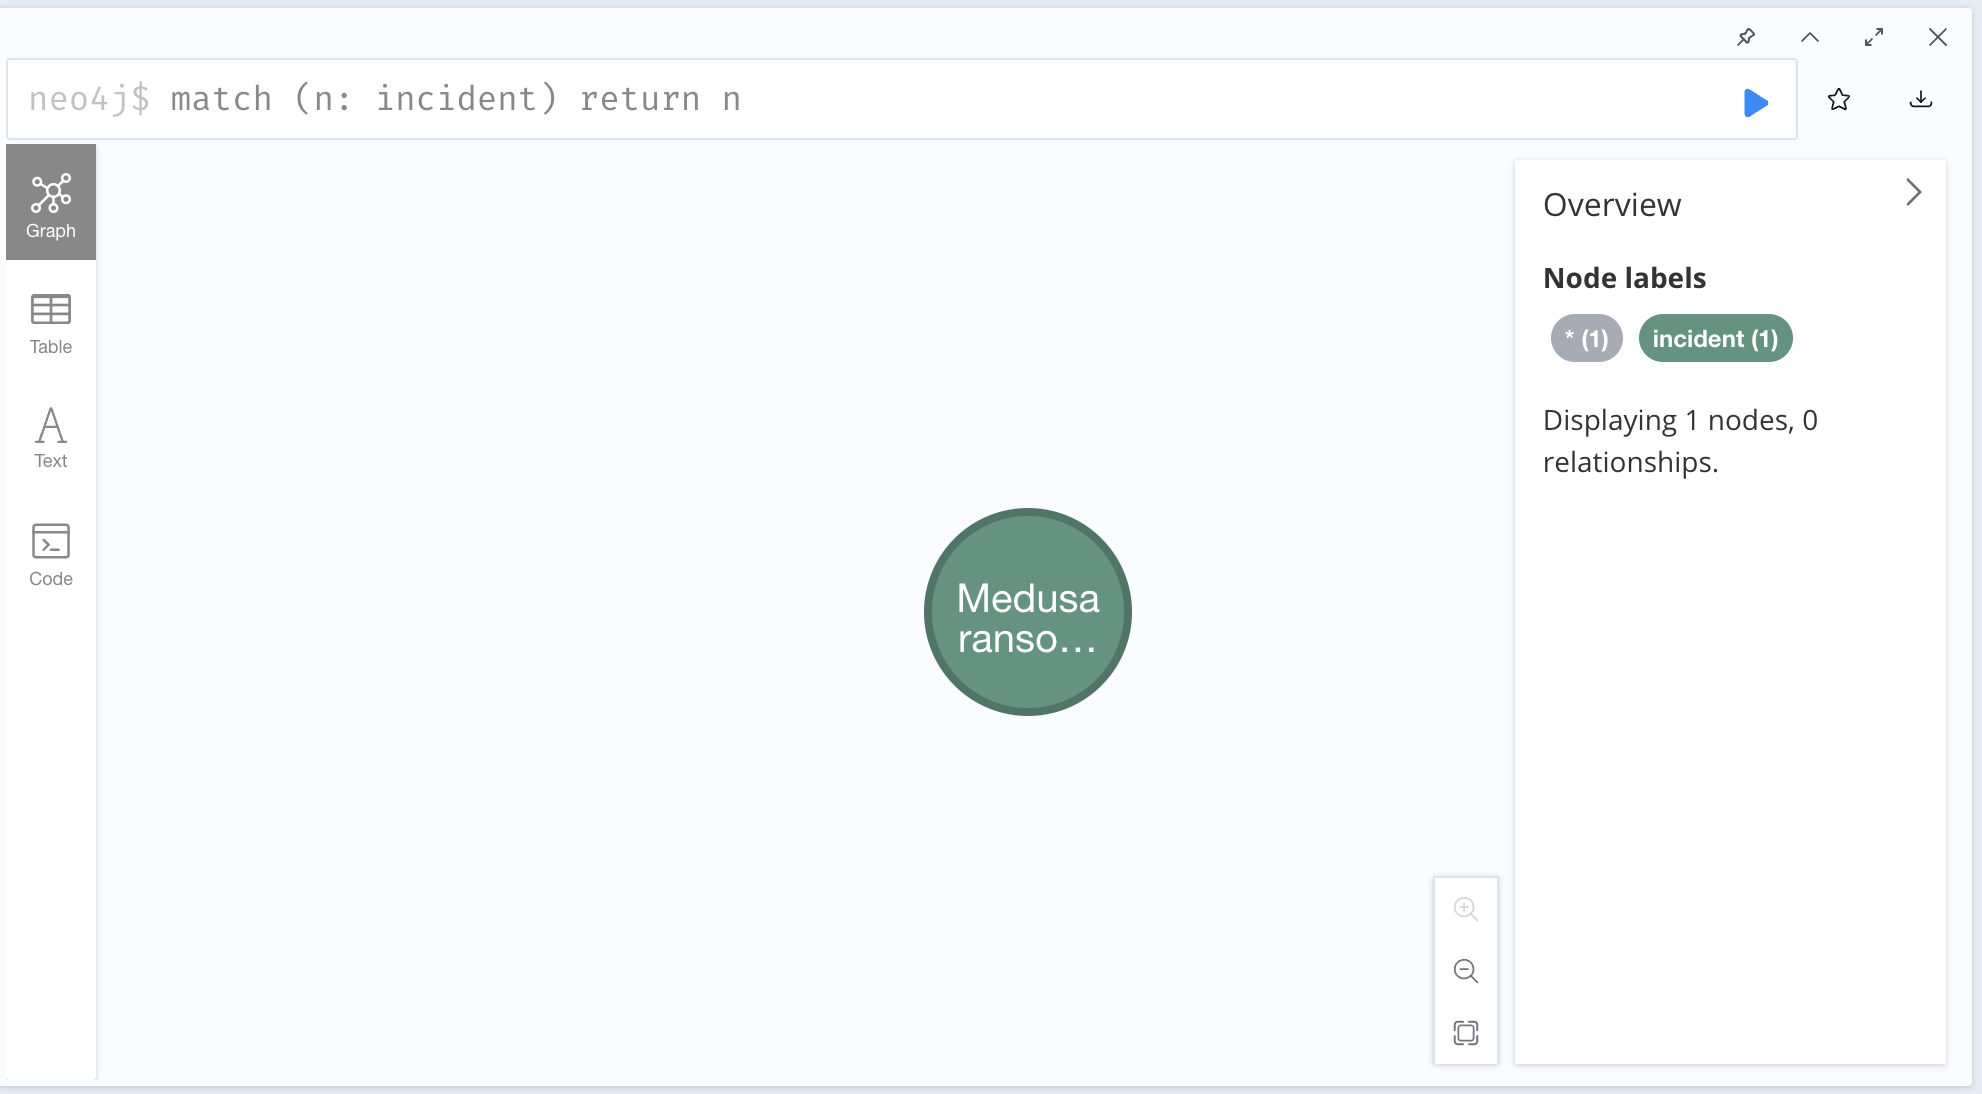 neo4j$ match (n: incident) return n
Graph
Table
Text
Code
Medusa
ranso...
Overview
Node labels
* (1) incident (1)
Displaying 1 nodes, 0
relationships.